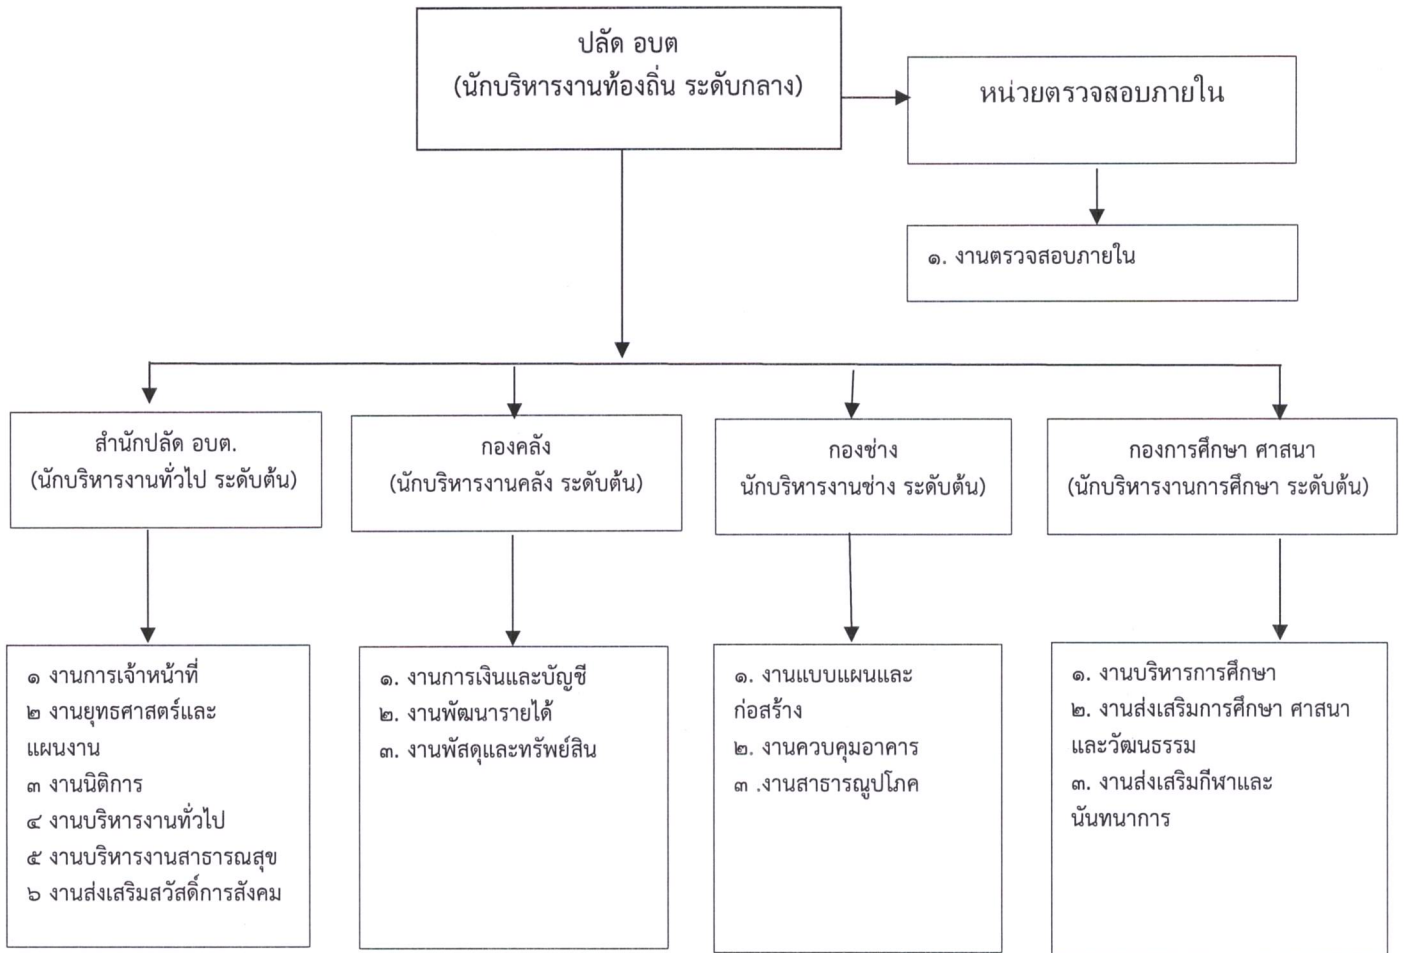 ปลัด อบต
(นักบริหารงานท้องถิ่น ระดับกลาง)
หน่วยตรวจสอบภายใน
๑. งานตรวจสอบภายใน
สำนักปลัด อบต.
(นักบริหารงานทั่วไป ระดับต้น)
กองคลัง
(นักบริหารงานคลัง ระดับต้น)
กองช่าง
นักบริหารงานช่าง ระดับต้น)
กองการศึกษา ศาสนา
(นักบริหารงานการศึกษา ระดับต้น)
๑ งานการเจ้าหน้าที่
๒ งานยุทธศาสตร์และ
แผนงาน
๓ งานนิติการ
๔ งานบริหารงานทั่วไป
๕ งานบริหารงานสาธารณสุข
๖ งานส่งเสริมสวัสดิ์การสังคม
๑. งานการเงินและบัญชี
๒. งานพัฒนารายได้
๓. งานพัสดุและทรัพย์สิน
๑. งานแบบแผนและ
ก่อสร้าง
๒. งานควบคุมอาคาร
๓ .งานสาธารณูปโภค
๑. งานบริหารการศึกษา
๒. งานส่งเสริมการศึกษา ศาสนา
และวัฒนธรรม
๓. งานส่งเสริมกีฬาและ
นันทนาการ